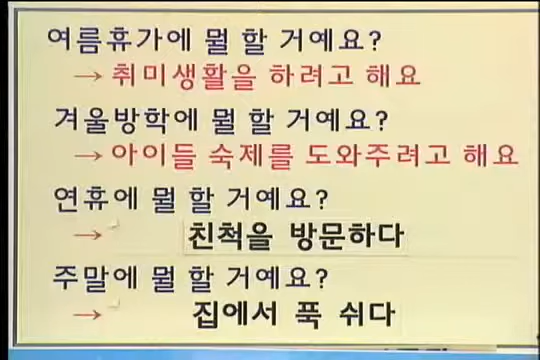 여름휴가에 뭘 할 거예요?
→ 취미생활을 하려고 해요
겨울방학에 뭘 할 거예요?
→ 아이들 숙제를 도와주려고 해요
연휴에 뭘 할 거예요?
→ 친척을 방문하다
주말에 뭘 할 거예요?
→ 집에서 푹 쉬다